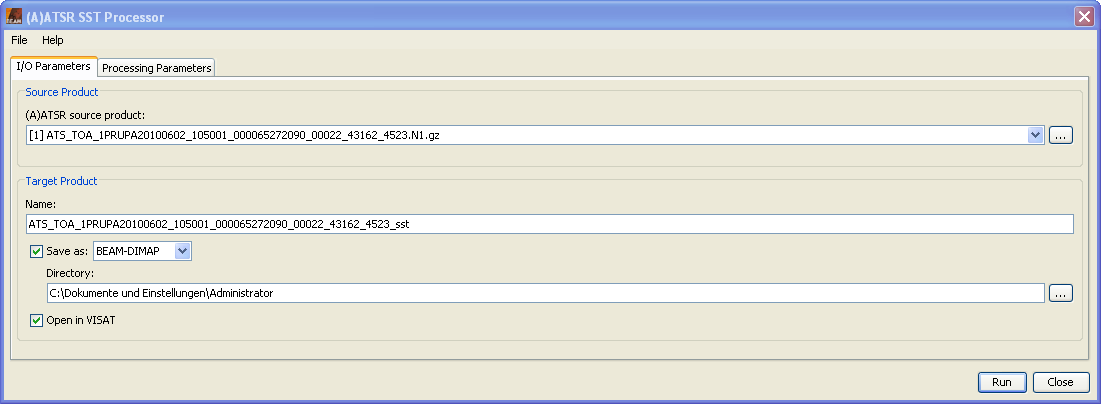 BEAM (A)ATSR SST Processor
File Help
I/O Parameters Processing Parameters
Source Product
(A)ATSR source product:
[1] ATS_TOA_1PRUPA20100602_105001_000065272090_00022_43162_4523.N1.gz ...
Target Product
Name:
ATS_TOA_1PRUPA20100602_105001_000065272090_00022_43162_4523_sst
Save as: BEAM-DIMAP
Directory:
C:\Dokumente und Einstellungen\Administrator ...
Open in VISAT
Run Close